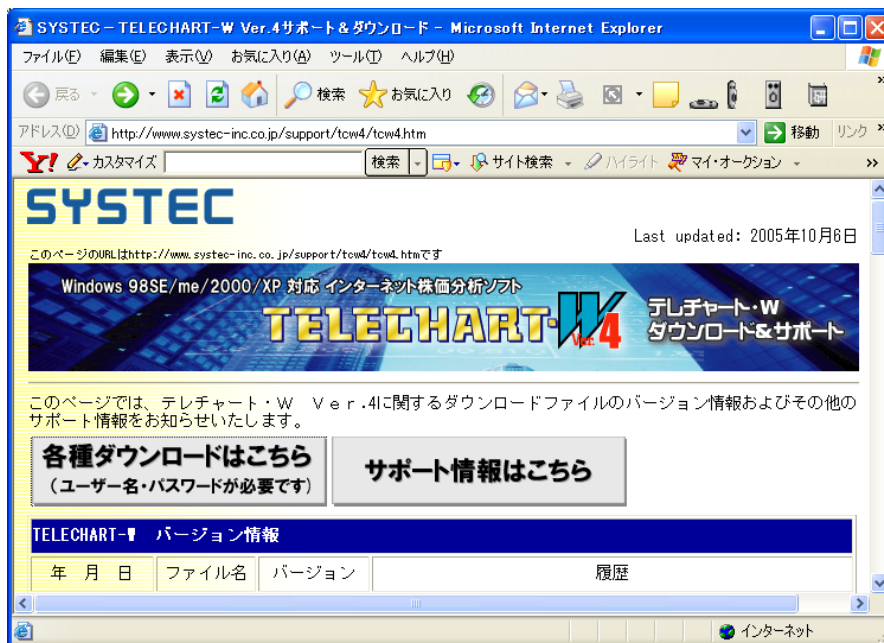 SYSTEC－TELECHART-W Ver.4サポート＆ダウンロード - Microsoft Internet Explorer
ファイル(F) 編集(E) 表示(V) お気に入り(A) ツール(T) ヘルプ(H)
戻る 検索 お気に入り
アドレス(D) http://www.systec-inc.co.jp/support/tcw4/tcw4.htm 移動 リンク
Y! カスタマイズ 検索 サイト検索 ハイライト マイ・オークション
SYSTEC
Last updated: 2005年10月6日
このページのURLはhttp://www.systec-inc.co.jp/support/tcw4/tcw4.htmです
Windows 98SE/me/2000/XP 対応 インターネット株価分析ソフト
TELECHART-W Ver.4
テレチャート・W
ダウンロード&サポート
このページでは、テレチャート・Ｗ　Ｖｅｒ.4に関するダウンロードファイルのバージョン情報およびその他の
サポート情報をお知らせいたします。
各種ダウンロードはこちら
（ユーザー名・パスワードが必要です）
サポート情報はこちら
TELECHART-W バージョン情報
年 月 日 ファイル名 バージョン 履歴
インターネット